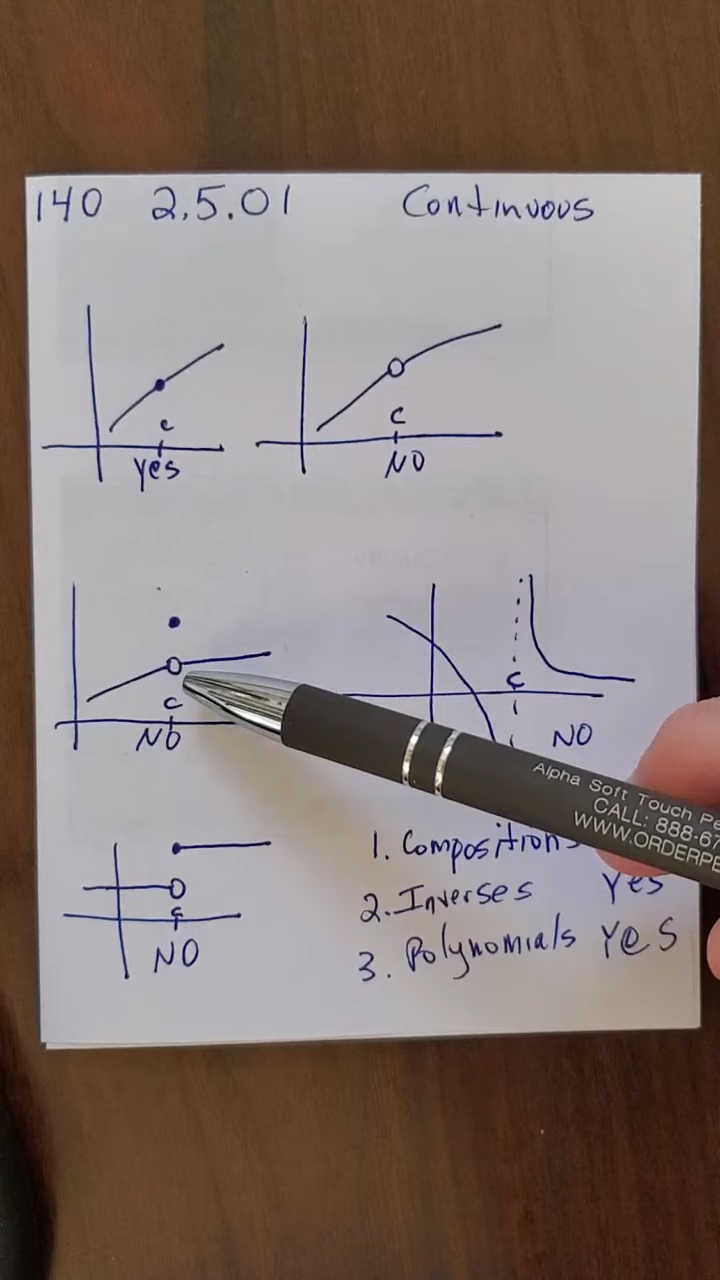 140 2.5.01 Continuous
c
Yes
c
NO
c
NO
c
NO
c
NO
1. Compositions
2. Inverses Yes
3. Polynomials Yes
Alpha Soft Touch
CALL: 888-67
WWW.ORDERPE